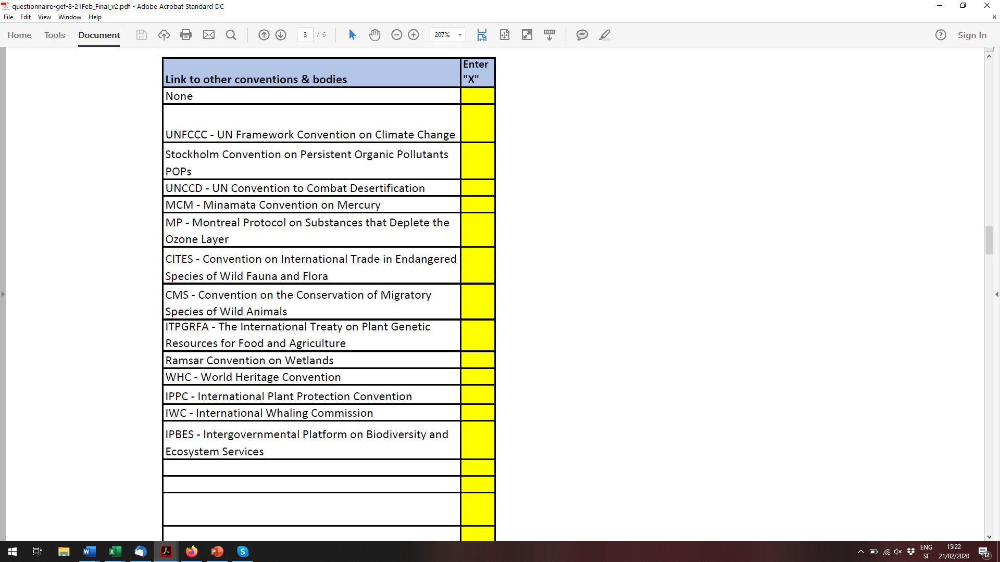 questionnaire-gef-8-21Feb_Final_v2.pdf - Adobe Acrobat Standard DC
File Edit View Window Help
Home Tools Document
3 / 6
207%
Sign In
Link to other conventions & bodies
Enter
"X"
None
UNFCCC - UN Framework Convention on Climate Change
Stockholm Convention on Persistent Organic Pollutants
POPs
UNCCD - UN Convention to Combat Desertification
MCM - Minamata Convention on Mercury
MP - Montreal Protocol on Substances that Deplete the
Ozone Layer
CITES - Convention on International Trade in Endangered
Species of Wild Fauna and Flora
CMS - Convention on the Conservation of Migratory
Species of Wild Animals
ITPGRFA - The International Treaty on Plant Genetic
Resources for Food and Agriculture
Ramsar Convention on Wetlands
WHC - World Heritage Convention
IPPC - International Plant Protection Convention
IWC - International Whaling Commission
IPBES - Intergovernmental Platform on Biodiversity and
Ecosystem Services
ENG
SF
15:22
21/02/2020
12